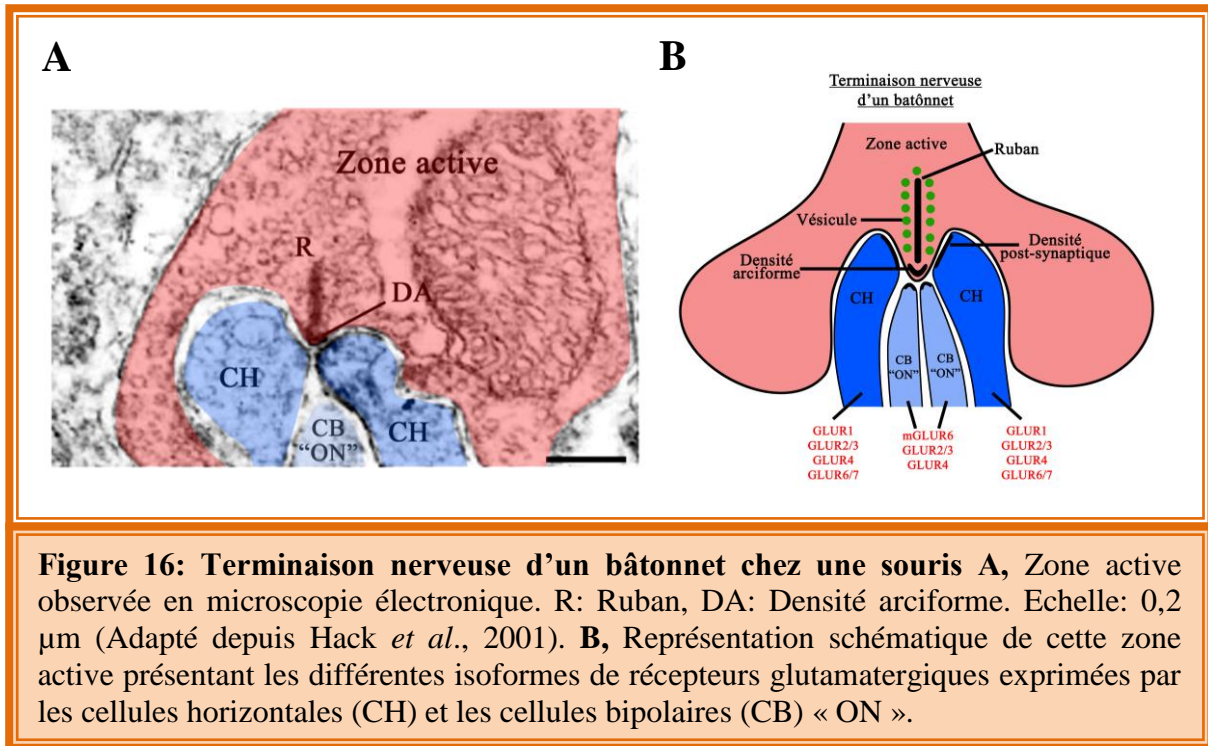 A
Zone active
R
DA
CH
CB
“ON”
CH
B
Terminaison nerveuse
d’un batônnet
Zone active
Ruban
Vésicule
Densité
post-synaptique
Densité
arciforme
CH
CH
CB
“ON”
CB
“ON”
GLUR1
GLUR2/3
GLUR4
GLUR6/7
mGLUR6
GLUR2/3
GLUR4
GLUR1
GLUR2/3
GLUR4
GLUR6/7
Figure 16: Terminaison nerveuse d’un bâtonnet chez une souris A, Zone active
observée en microscopie électronique. R: Ruban, DA: Densité arciforme. Echelle: 0,2
µm (Adapté depuis Hack et al., 2001). B, Représentation schématique de cette zone
active présentant les différentes isoformes de récepteurs glutamatergiques exprimées par
les cellules horizontales (CH) et les cellules bipolaires (CB) « ON ».